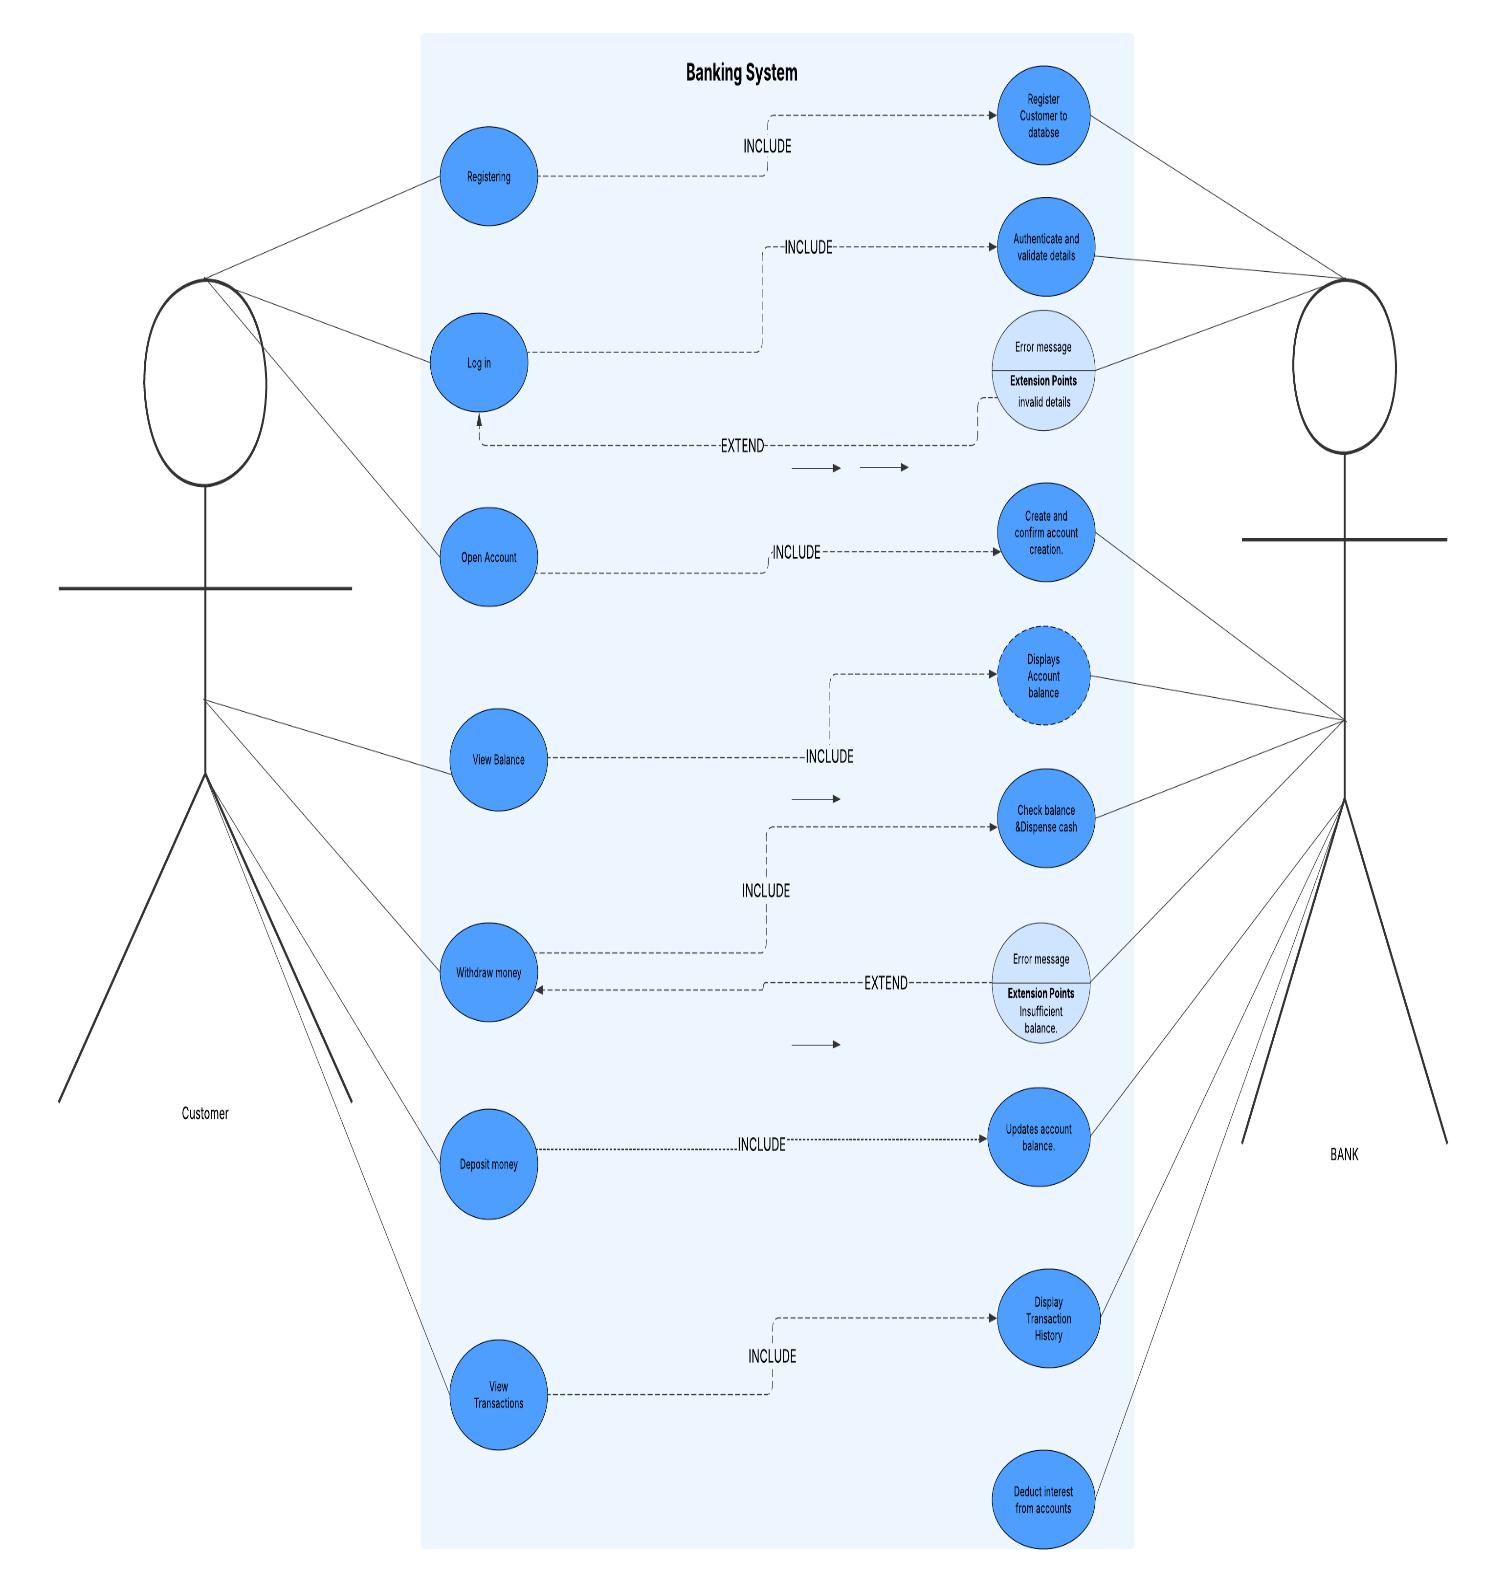 Banking System
Register
Customer to
databse
INCLUDE
Registering
Authenticate and
validate details
INCLUDE
Error message
Log in
Extension Points
invalid details
EXTEND
Create and
confirm account
creation.
INCLUDE
Open Account
Displays
Account
balance
INCLUDE
View Balance
Check balance
&Dispense cash
INCLUDE
Withdraw money
Error message
EXTEND
Extension Points
Insufficient
balance.
Customer
Updates account
balance.
INCLUDE
BANK
Deposit money
Display
Transaction
History
INCLUDE
View
Transactions
Deduct interest
from accounts